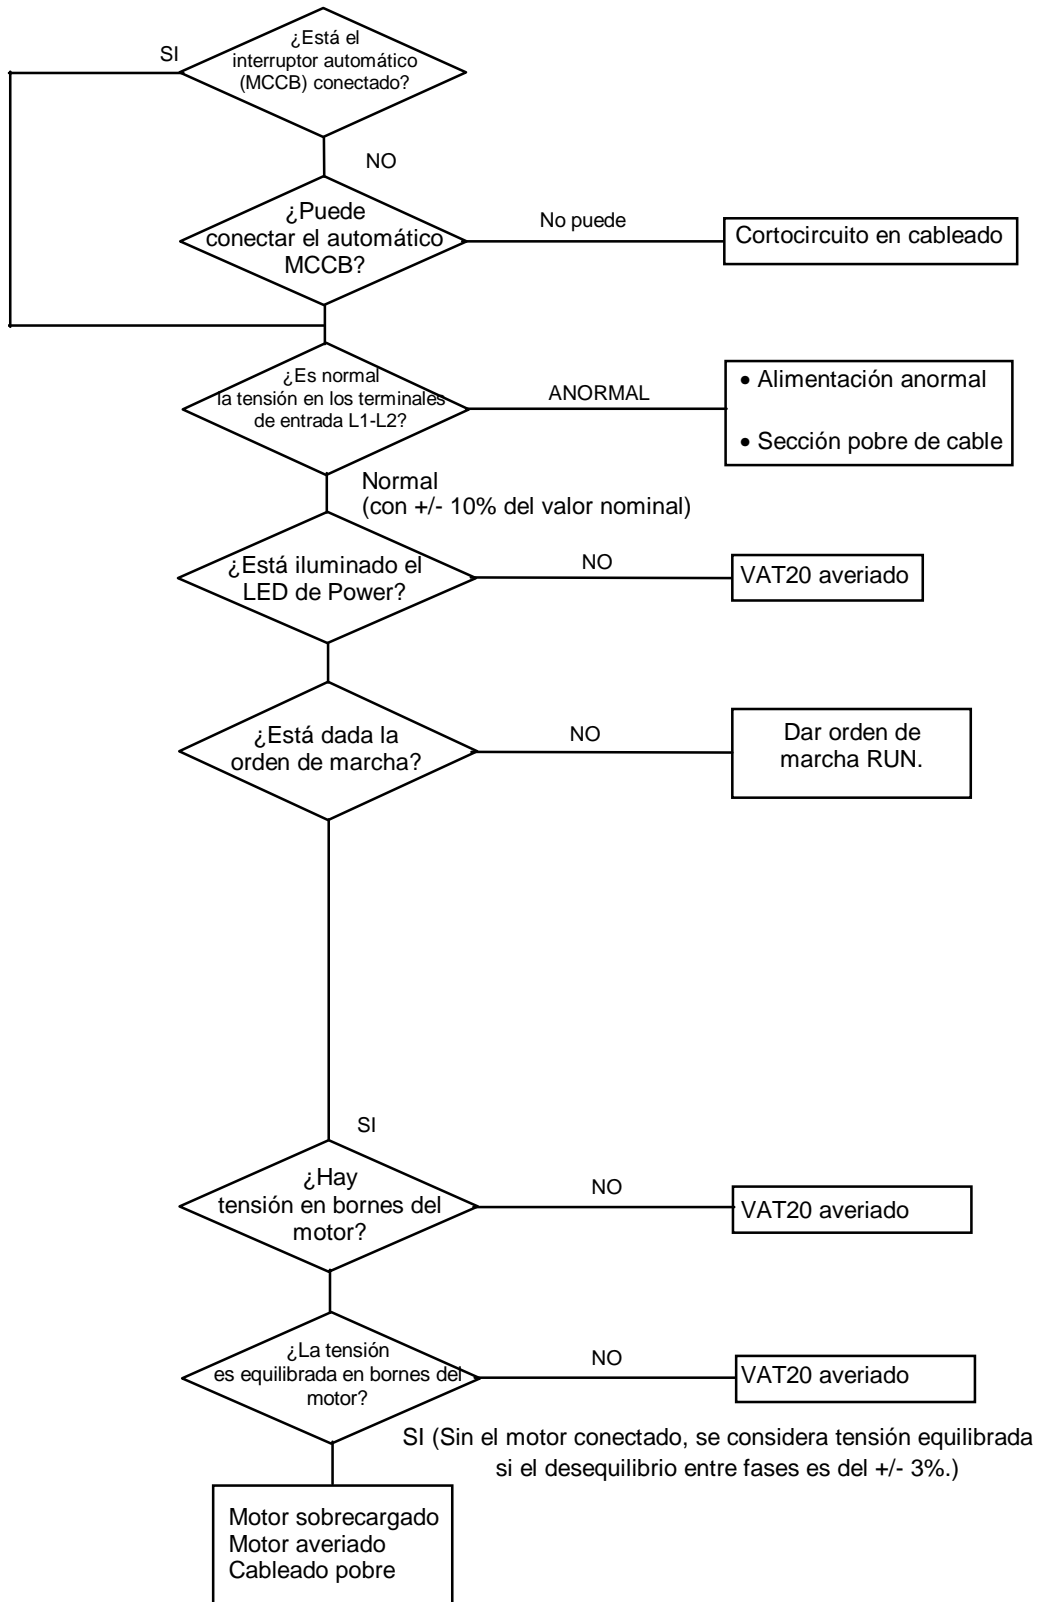 SI
¿Está el
interruptor automático
(MCCB) conectado?
NO
¿Puede
conectar el automático
MCCB?
No puede
Cortocircuito en cableado
¿Es normal
la tensión en los terminales
de entrada L1-L2?
ANORMAL
• Alimentación anormal
• Sección pobre de cable
Normal
(con +/- 10% del valor nominal)
¿Está iluminado el
LED de Power?
NO
VAT20 averiado
¿Está dada la
orden de marcha?
NO
Dar orden de
marcha RUN.
SI
¿Hay
tensión en bornes del
motor?
NO
VAT20 averiado
¿La tensión
es equilibrada en bornes del
motor?
NO
VAT20 averiado
SI (Sin el motor conectado, se considera tensión equilibrada
si el desequilibrio entre fases es del +/- 3%.)
Motor sobrecargado
Motor averiado
Cableado pobre